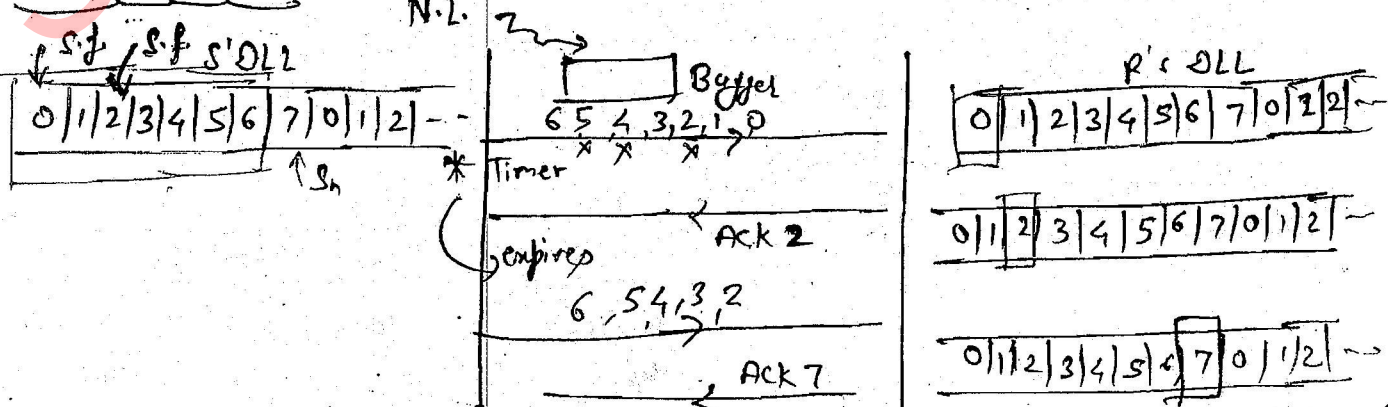 N.L.
S.f. S.f. S'DLL
0|1|2|3|4|5|6|7|0|1|2| --
Sn
Buffer
6 5, 4, 3, 2, 1, 0
x x x
* Timer
ACK 2
expires
6, 5, 4, 3, 2
ACK 7
R's DLL
0|1|2|3|4|5|6|7|0|1|2| --
0|1|2|3|4|5|6|7|0|1|2| --
0|1|2|3|4|5|6|7|0|1|2| -->